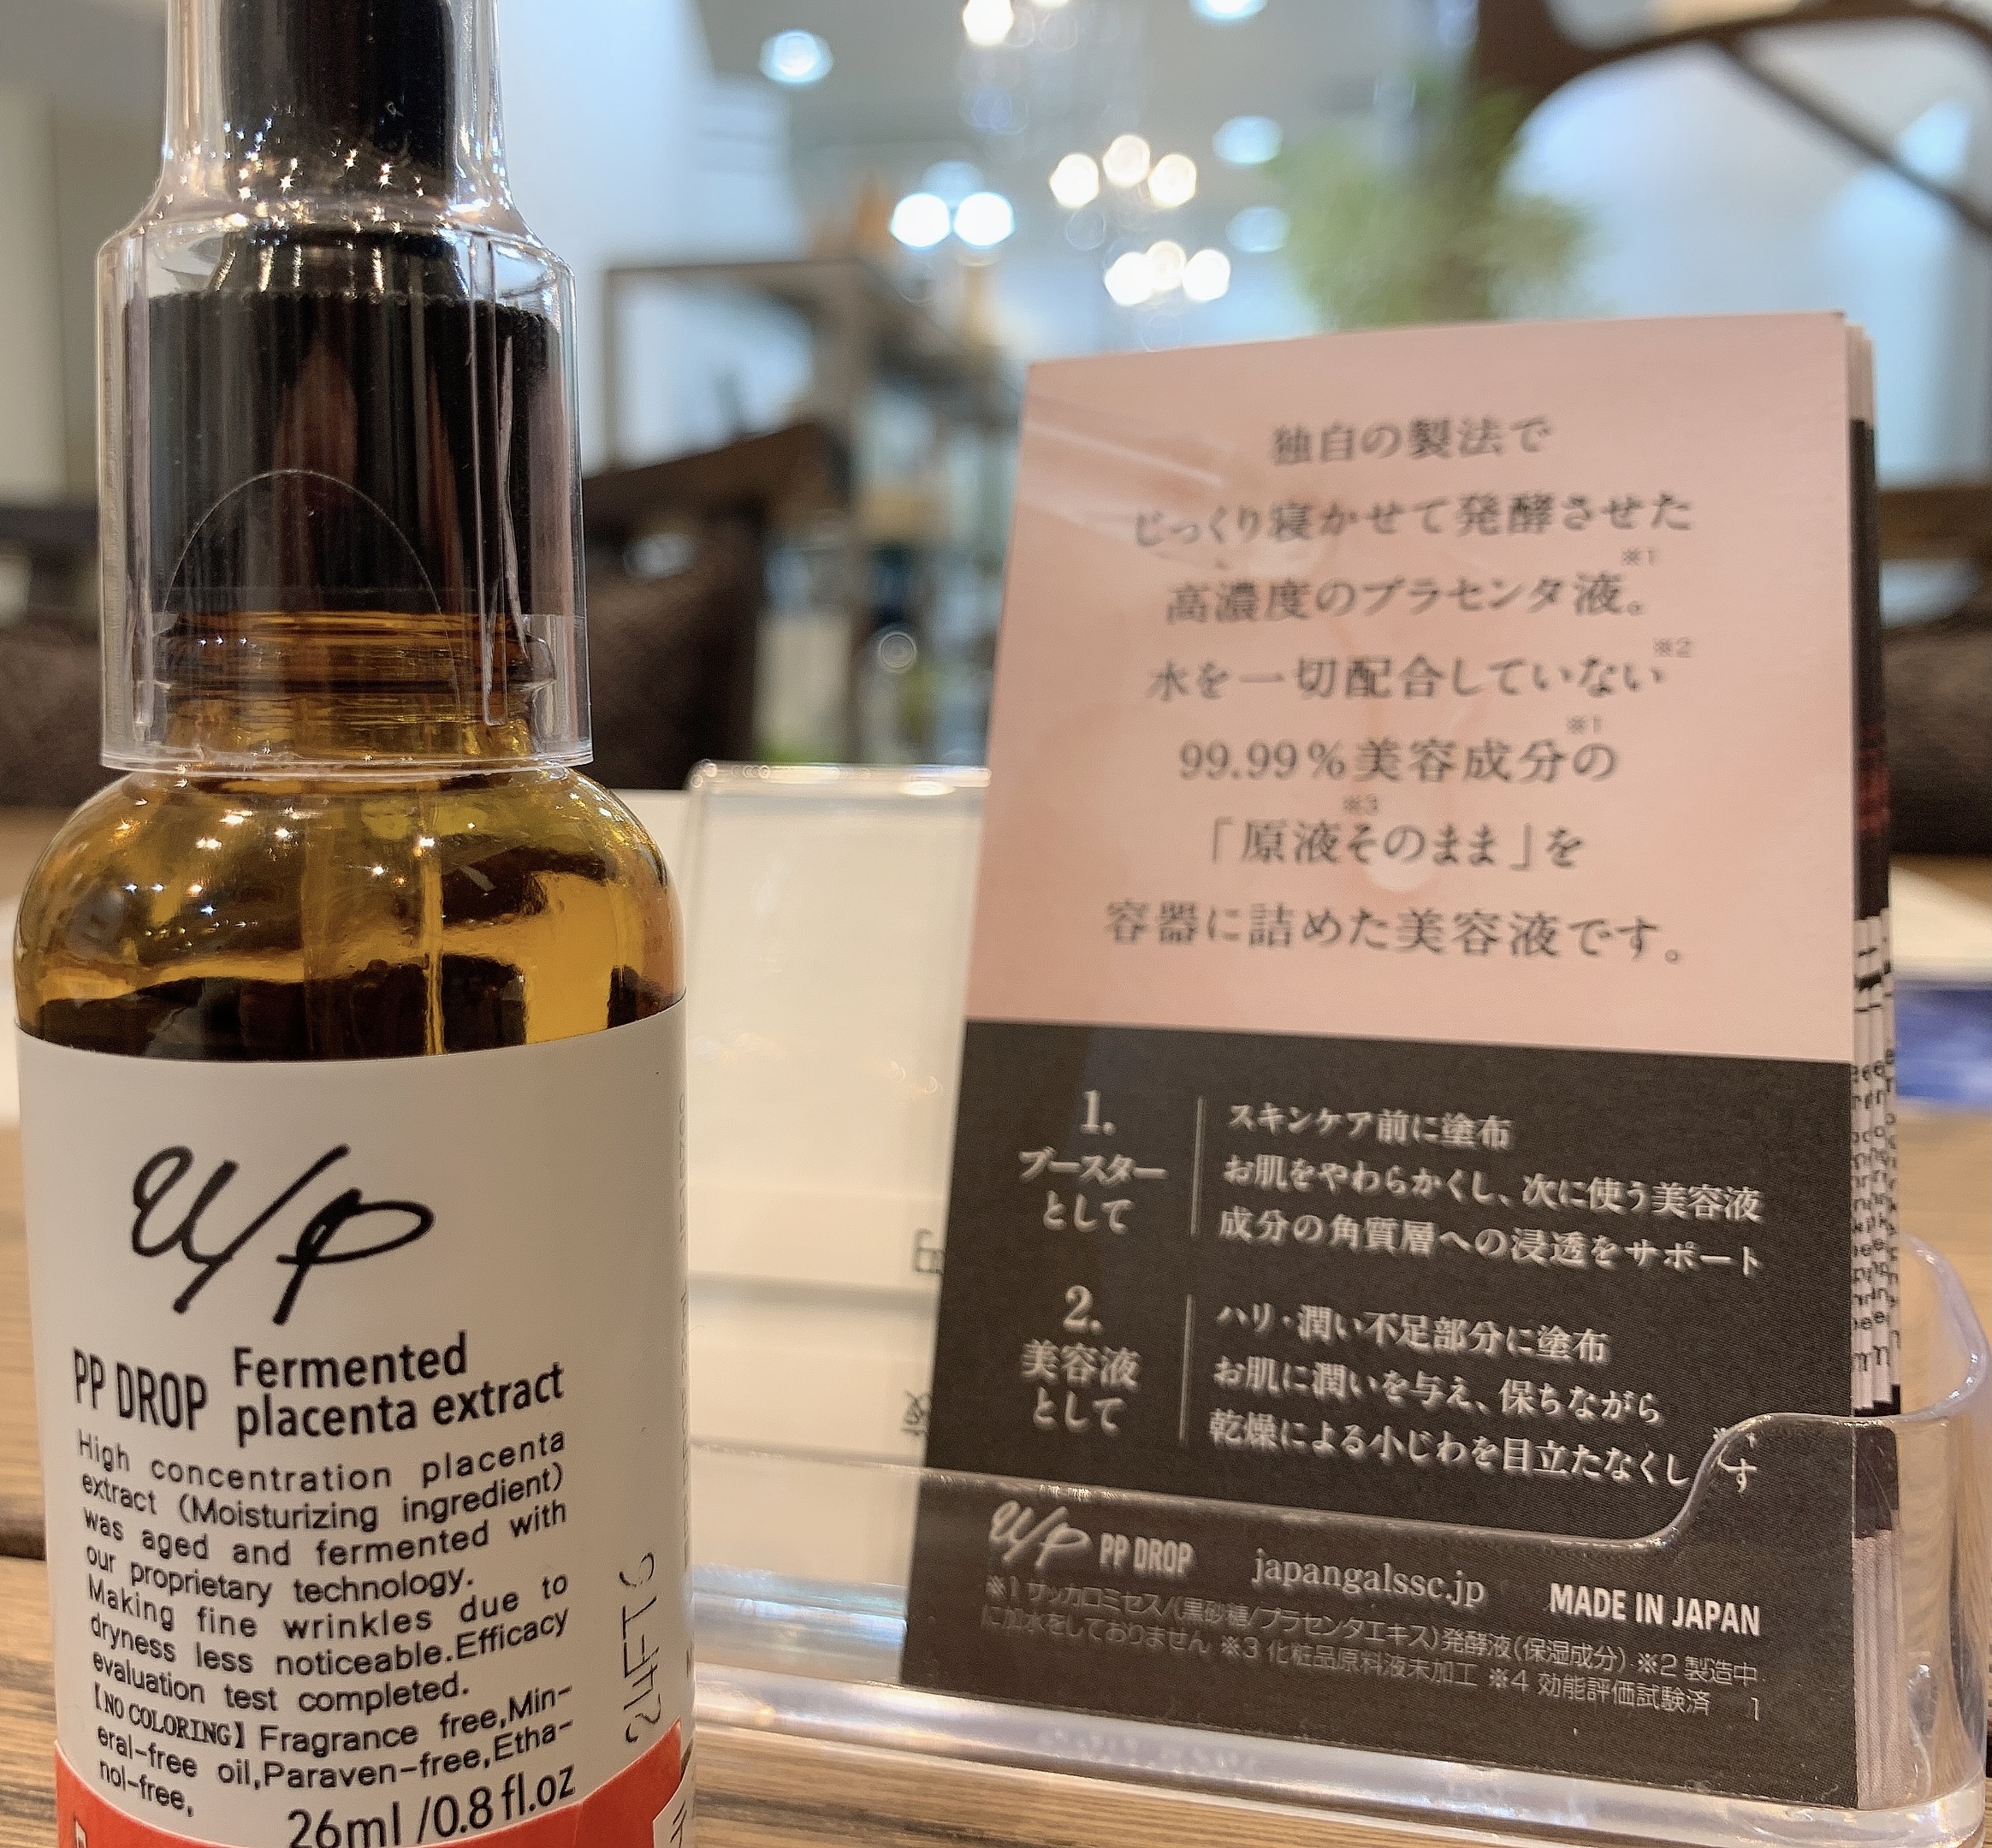 U/P
PP DROP
Fermented
placenta extract
High concentration placenta
extract (Moisturizing ingredient)
was aged and fermented with
our proprietary technology.
Making fine wrinkles due to
dryness less noticeable.Efficacy
evaluation test completed.
【NO COLORING】Fragrance free,Min-
eral-free oil,Paraven-free,Etha-
nol-free,
26ml /0.8 fl.oz
独自の製法で
じっくり寝かせて発酵させた
高濃度のプラセンタ液※1。
水を一切配合していない※2
99.99%美容成分※1の
「原液そのまま※3」を
容器に詰めた美容液です。
1.
ブースター
として
スキンケア前に塗布
お肌をやわらかくし、次に使う美容液
成分の角質層への浸透をサポート
2.
美容液
として
ハリ・潤い不足部分に塗布
お肌に潤いを与え、保ちながら
乾燥による小じわを目立たなくします
U/P PP DROP japangalssc.jp MADE IN JAPAN
※1 サッカロミセス/(黒砂糖/プラセンタエキス)発酵液(保湿成分) ※2 製造中
に加水をしておりません ※3 化粧品原料液未加工 ※4 効能評価試験済 1